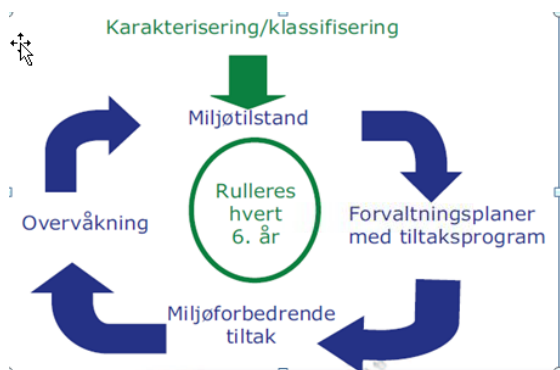 Karakterisering/klassifisering
Miljøtilstand
Rulleres
hvert
6. år
Overvåkning
Forvaltningsplaner
med tiltaksprogram
Miljøforbedrende
tiltak